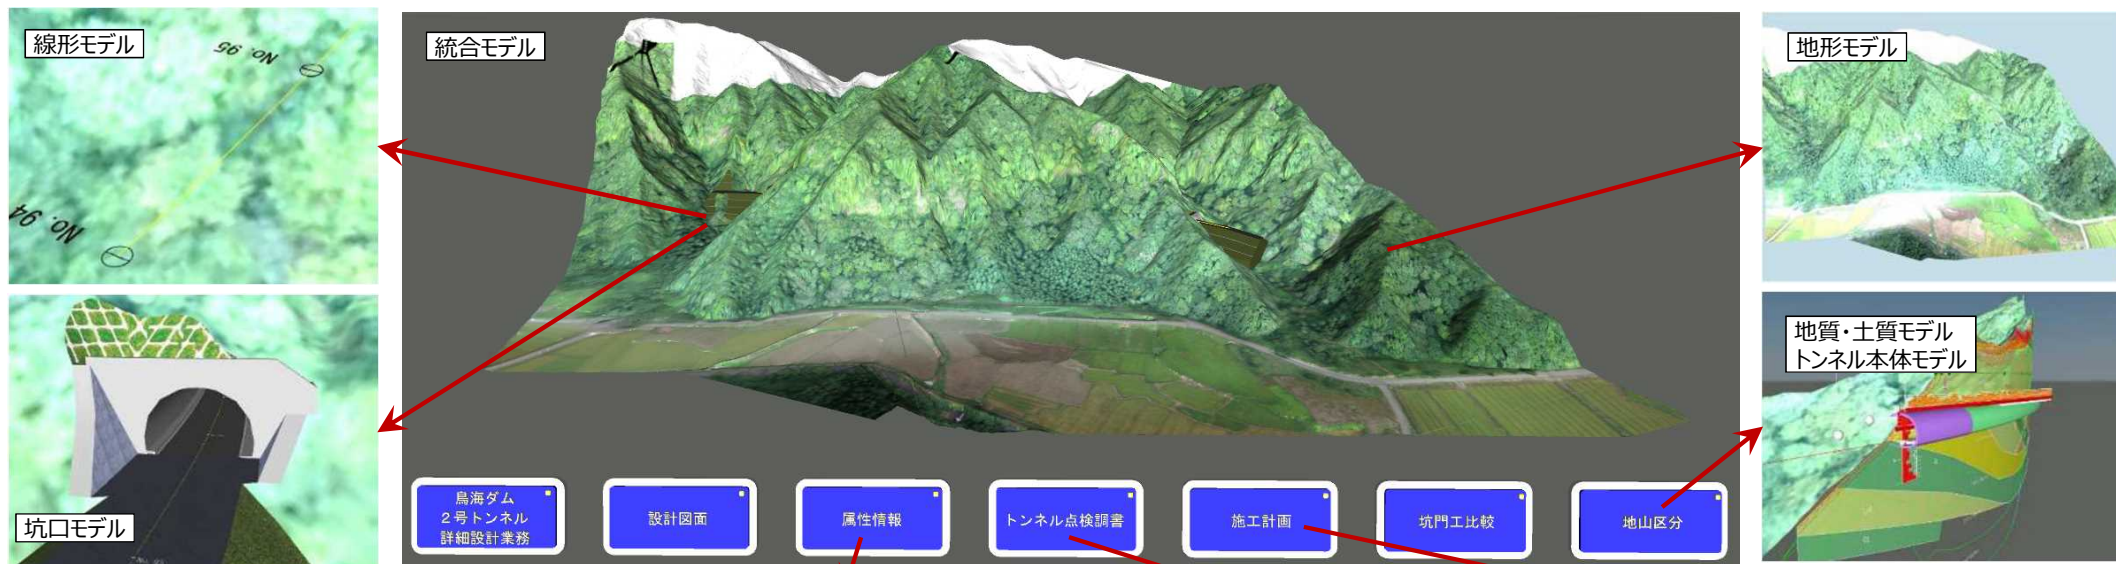 線形モデル
No. 95
No. 94
坑口モデル
統合モデル
地形モデル
地質・土質モデル
トンネル本体モデル
鳥海ダム
2号トンネル
詳細設計業務
設計図面
属性情報
トンネル点検調書
施工計画
坑門工比較
地山区分